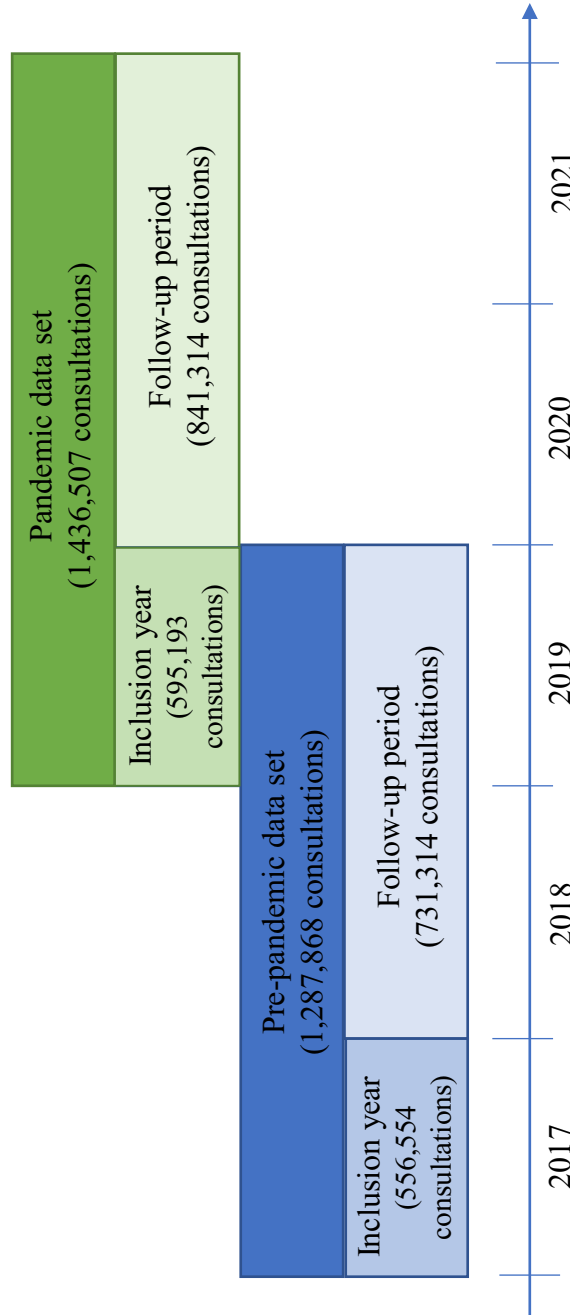 Pandemic data set
(1,436,507 consultations)
Inclusion year
(595,193
consultations)
Follow-up period
(841,314 consultations)
Pre-pandemic data set
(1,287,868 consultations)
Inclusion year
(556,554
consultations)
Follow-up period
(731,314 consultations)
2017
2018
2019
2020
2021